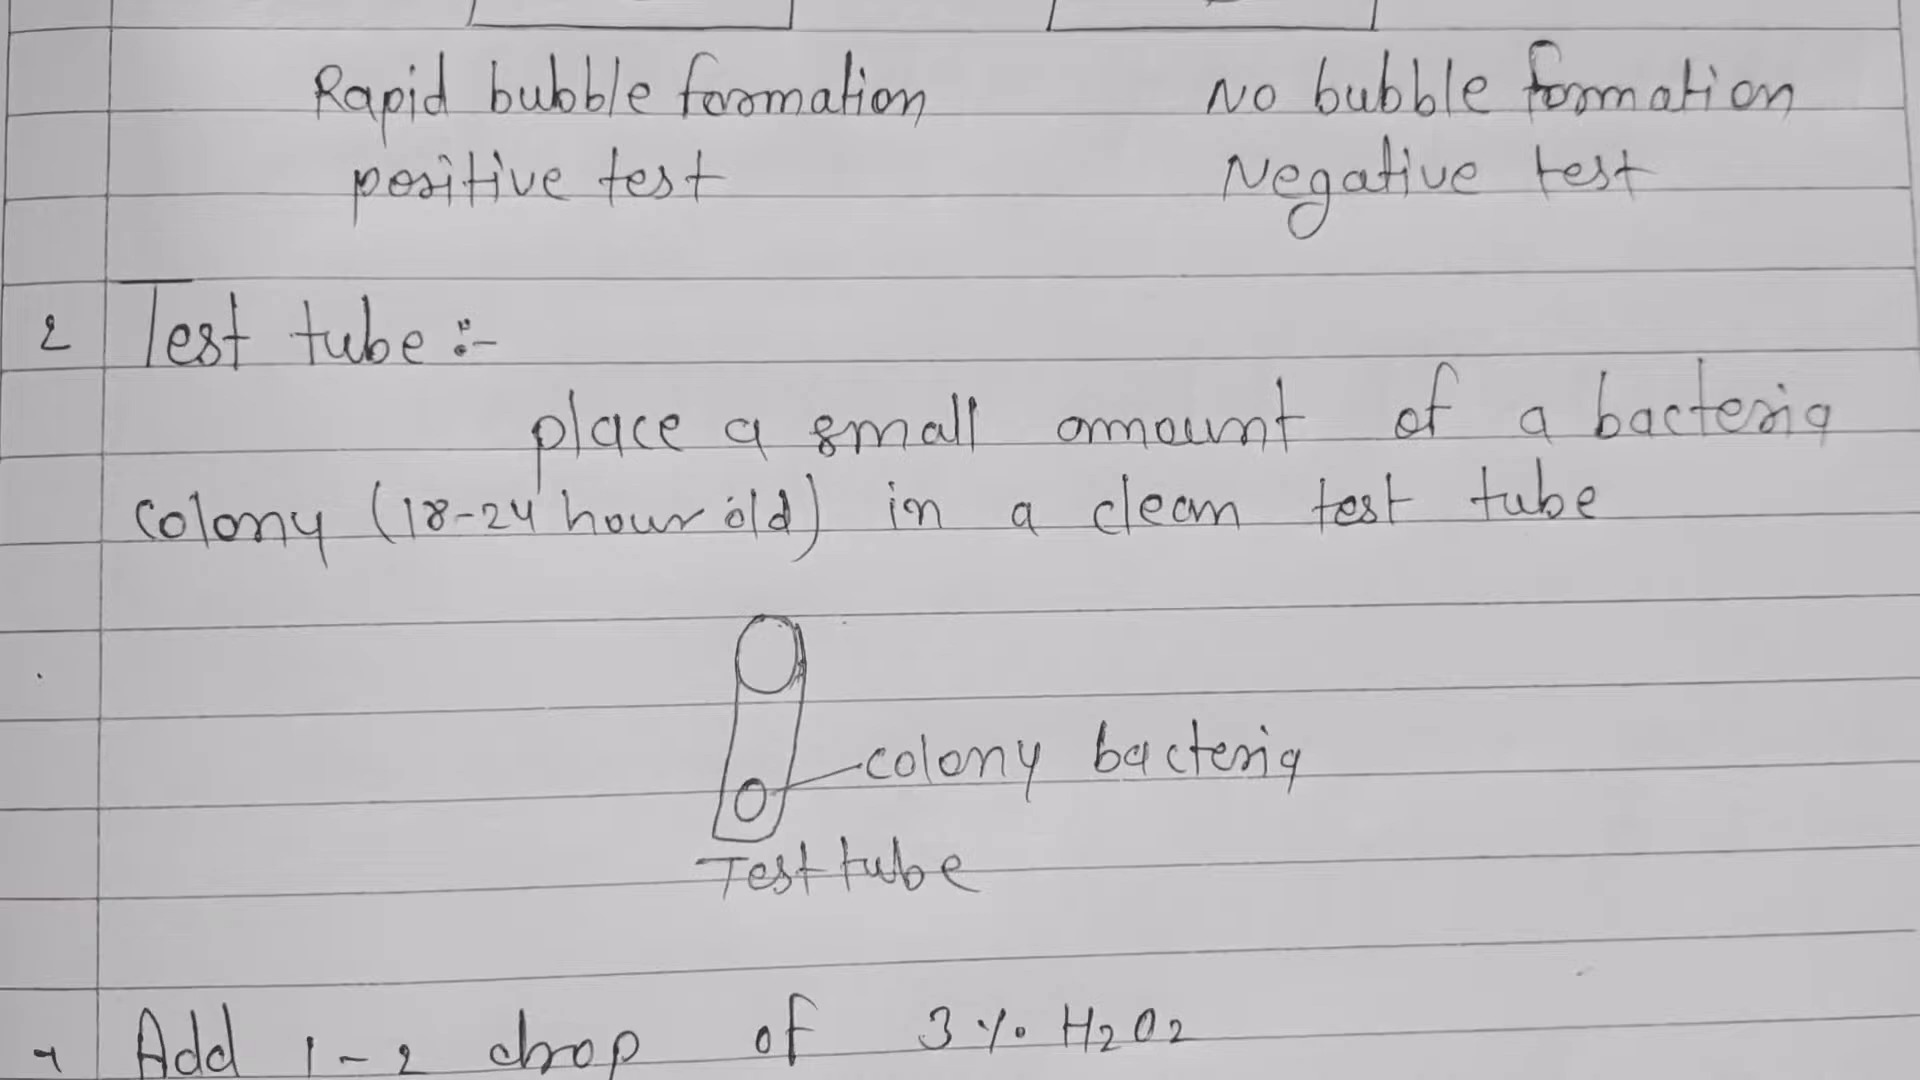 Rapid bubble formation No bubble formation
positive test Negative test
2 Test tube :-
place a small amount of a bacteria
colony (18-24 hour old) in a clean test tube
colony bacteria
Test tube
Add 1-2 drop of 3% H2O2